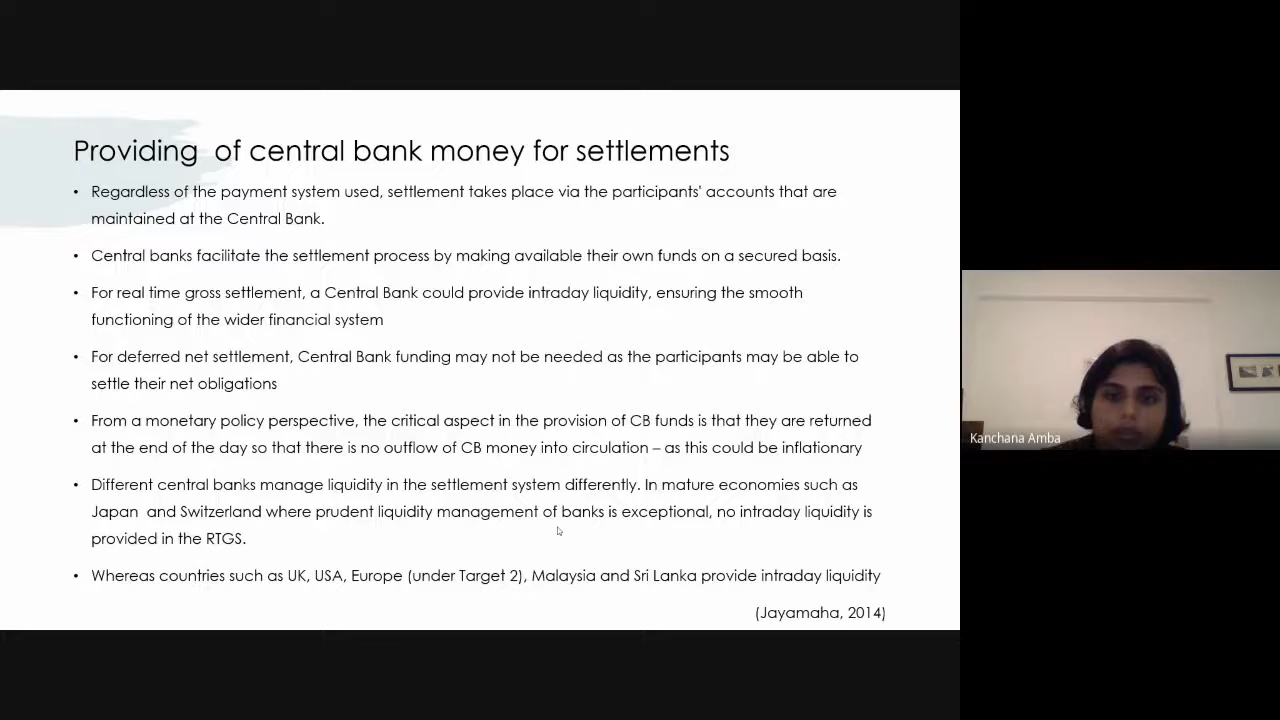 Providing of central bank money for settlements
• Regardless of the payment system used, settlement takes place via the participants' accounts that are
maintained at the Central Bank.
• Central banks facilitate the settlement process by making available their own funds on a secured basis.
• For real time gross settlement, a Central Bank could provide intraday liquidity, ensuring the smooth
functioning of the wider financial system
• For deferred net settlement, Central Bank funding may not be needed as the participants may be able to
settle their net obligations
• From a monetary policy perspective, the critical aspect in the provision of CB funds is that they are returned
at the end of the day so that there is no outflow of CB money into circulation – as this could be inflationary
• Different central banks manage liquidity in the settlement system differently. In mature economies such as
Japan and Switzerland where prudent liquidity management of banks is exceptional, no intraday liquidity is
provided in the RTGS.
• Whereas countries such as UK, USA, Europe (under Target 2), Malaysia and Sri Lanka provide intraday liquidity
(Jayamaha, 2014)
Kanchana Amba